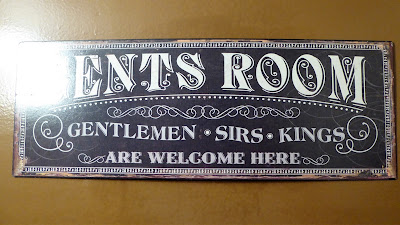 ENTS ROOM
GENTLEMEN • SIRS • KINGS
ARE WELCOME HERE